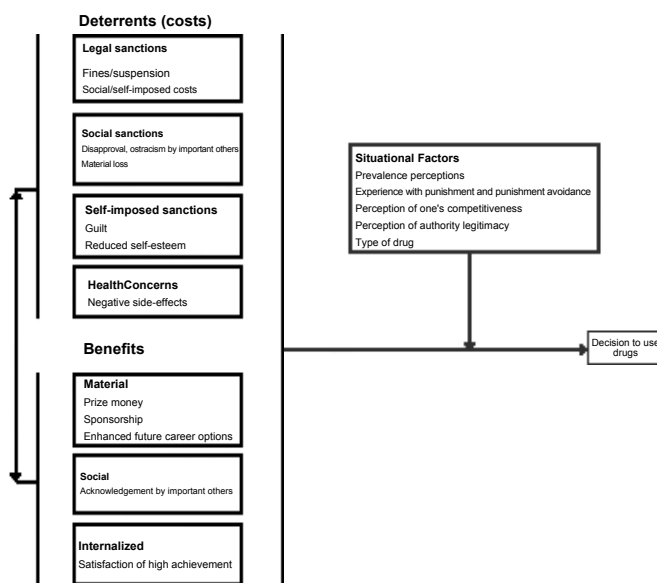 Deterrents (costs)
Legal sanctions
Fines/suspension
Social/self-imposed costs
Social sanctions
Disapproval, ostracism by important others
Material loss
Self-imposed sanctions
Guilt
Reduced self-esteem
HealthConcerns
Negative side-effects
Benefits
Material
Prize money
Sponsorship
Enhanced future career options
Social
Acknowledgement by important others
Internalized
Satisfaction of high achievement
Situational Factors
Prevalence perceptions
Experience with punishment and punishment avoidance
Perception of one's competitiveness
Perception of authority legitimacy
Type of drug
Decision to use
drugs